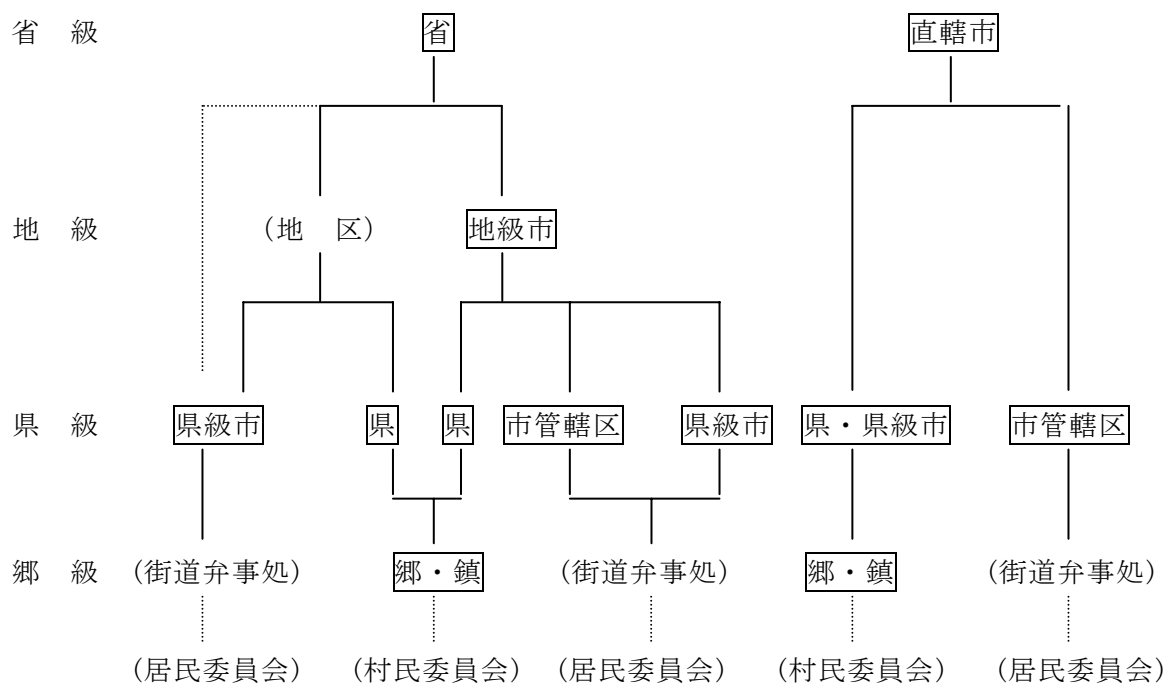 省 級 省 直轄市
地 級 (地 区) 地級市
県 級 県級市 県 県 市管轄区 県級市 県・県級市 市管轄区
郷 級 (街道弁事処) 郷・鎮 (街道弁事処) 郷・鎮 (街道弁事処)
(居民委員会) (村民委員会) (居民委員会) (村民委員会) (居民委員会)